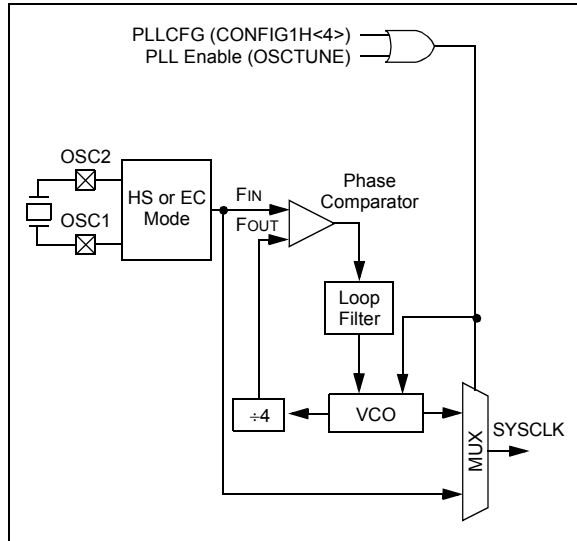 PLLCFG (CONFIG1H<4>)
PLL Enable (OSCTUNE)
OSC2
OSC1
HS or EC
Mode
FIN
FOUT
Phase
Comparator
Loop
Filter
÷4
VCO
MUX
SYSCLK